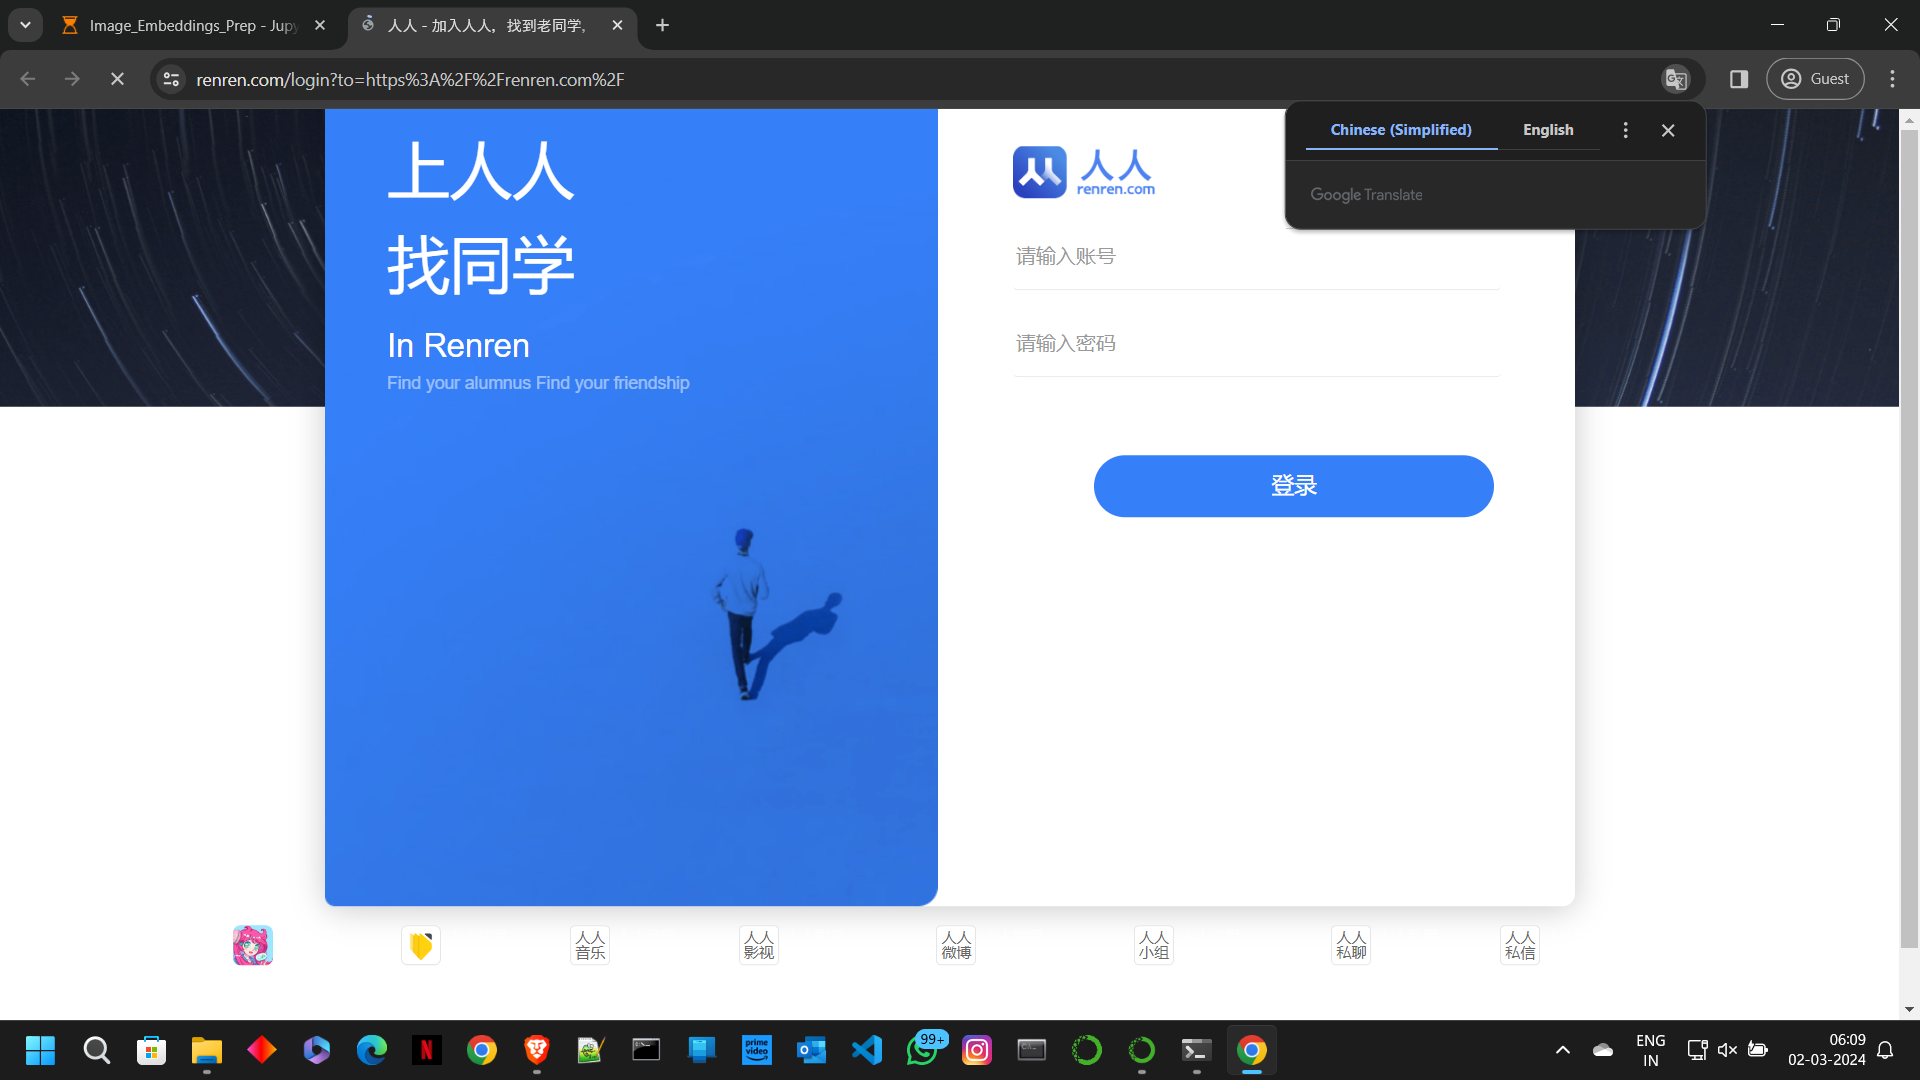 Image_Embeddings_Prep - Jupy
人人 - 加入人人，找到老同学，
renren.com/login?to=https%3A%2F%2Frenren.com%2F
Guest
Chinese (Simplified)
English
Google Translate
上人人
找同学
In Renren
Find your alumnus Find your friendship
人人
renren.com
请输入账号
请输入密码
登录
人人
音乐
人人
影视
人人
微博
人人
小组
人人
私聊
人人
私信
prime
video
99+
ENG
IN
06:09
02-03-2024